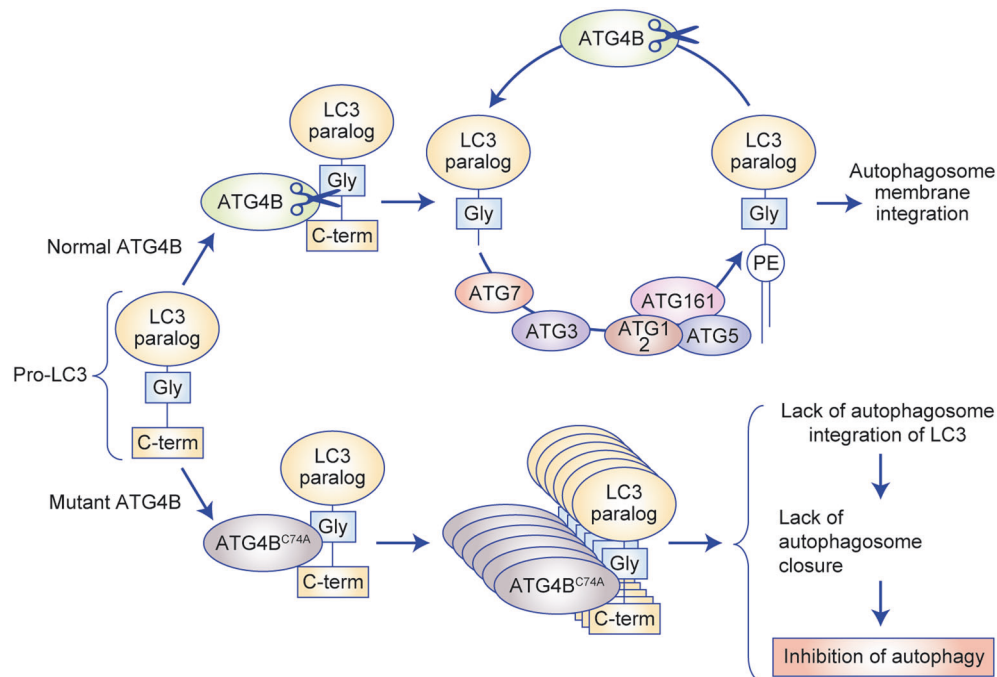 ATG4B
LC3
paralog
Gly
ATG4B
C-term
Normal ATG4B
LC3
paralog
Gly
LC3
paralog
Gly
PE
Autophagosome
membrane
integration
ATG7
ATG3
ATG1
2
ATG161
ATG5
Pro-LC3
LC3
paralog
Gly
C-term
Mutant ATG4B
LC3
paralog
Gly
ATG4BC74A
C-term
LC3
paralog
Gly
ATG4BC74A
C-term
Lack of autophagosome
integration of LC3
Lack of
autophagosome
closure
Inhibition of autophagy